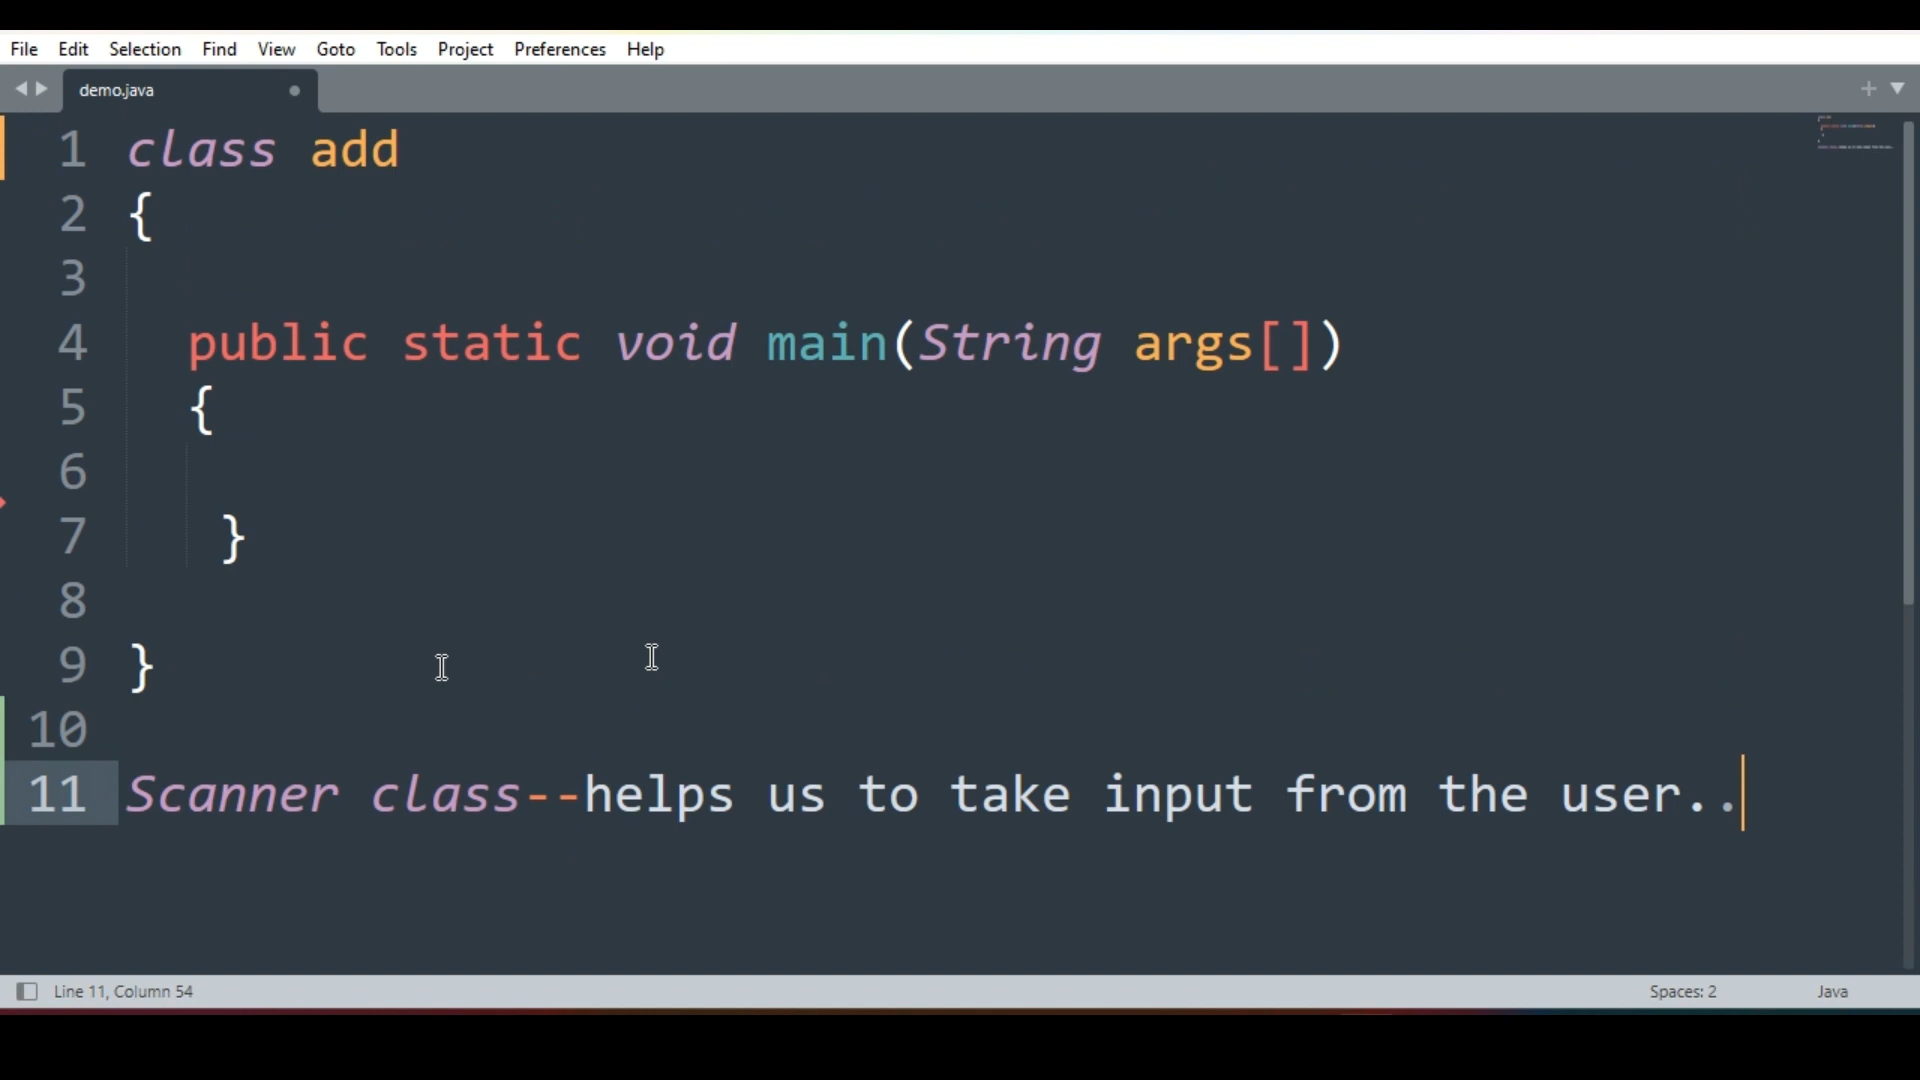 File Edit Selection Find View Goto Tools Project Preferences Help
demo.java
1 class add
2 {
3
4 public static void main(String args[])
5 {
6
7 }
8
9 }
10
11 Scanner class--helps us to take input from the user..
Line 11, Column 54 Spaces: 2 Java